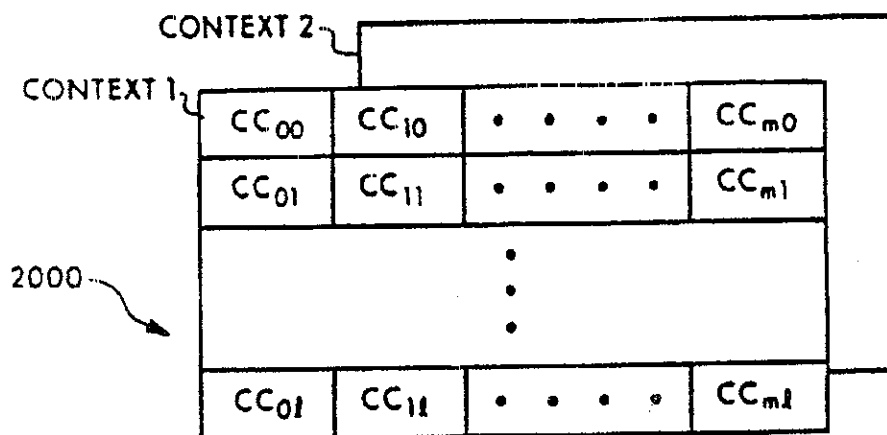 CONTEXT 2
CONTEXT 1
CC₀₀ CC₁₀ • • • • CCₘ₀
CC₀₁ CC₁₁ • • • • CCₘ₁
2000
CC₀ℓ CC₁ℓ • • • • CCₘℓ